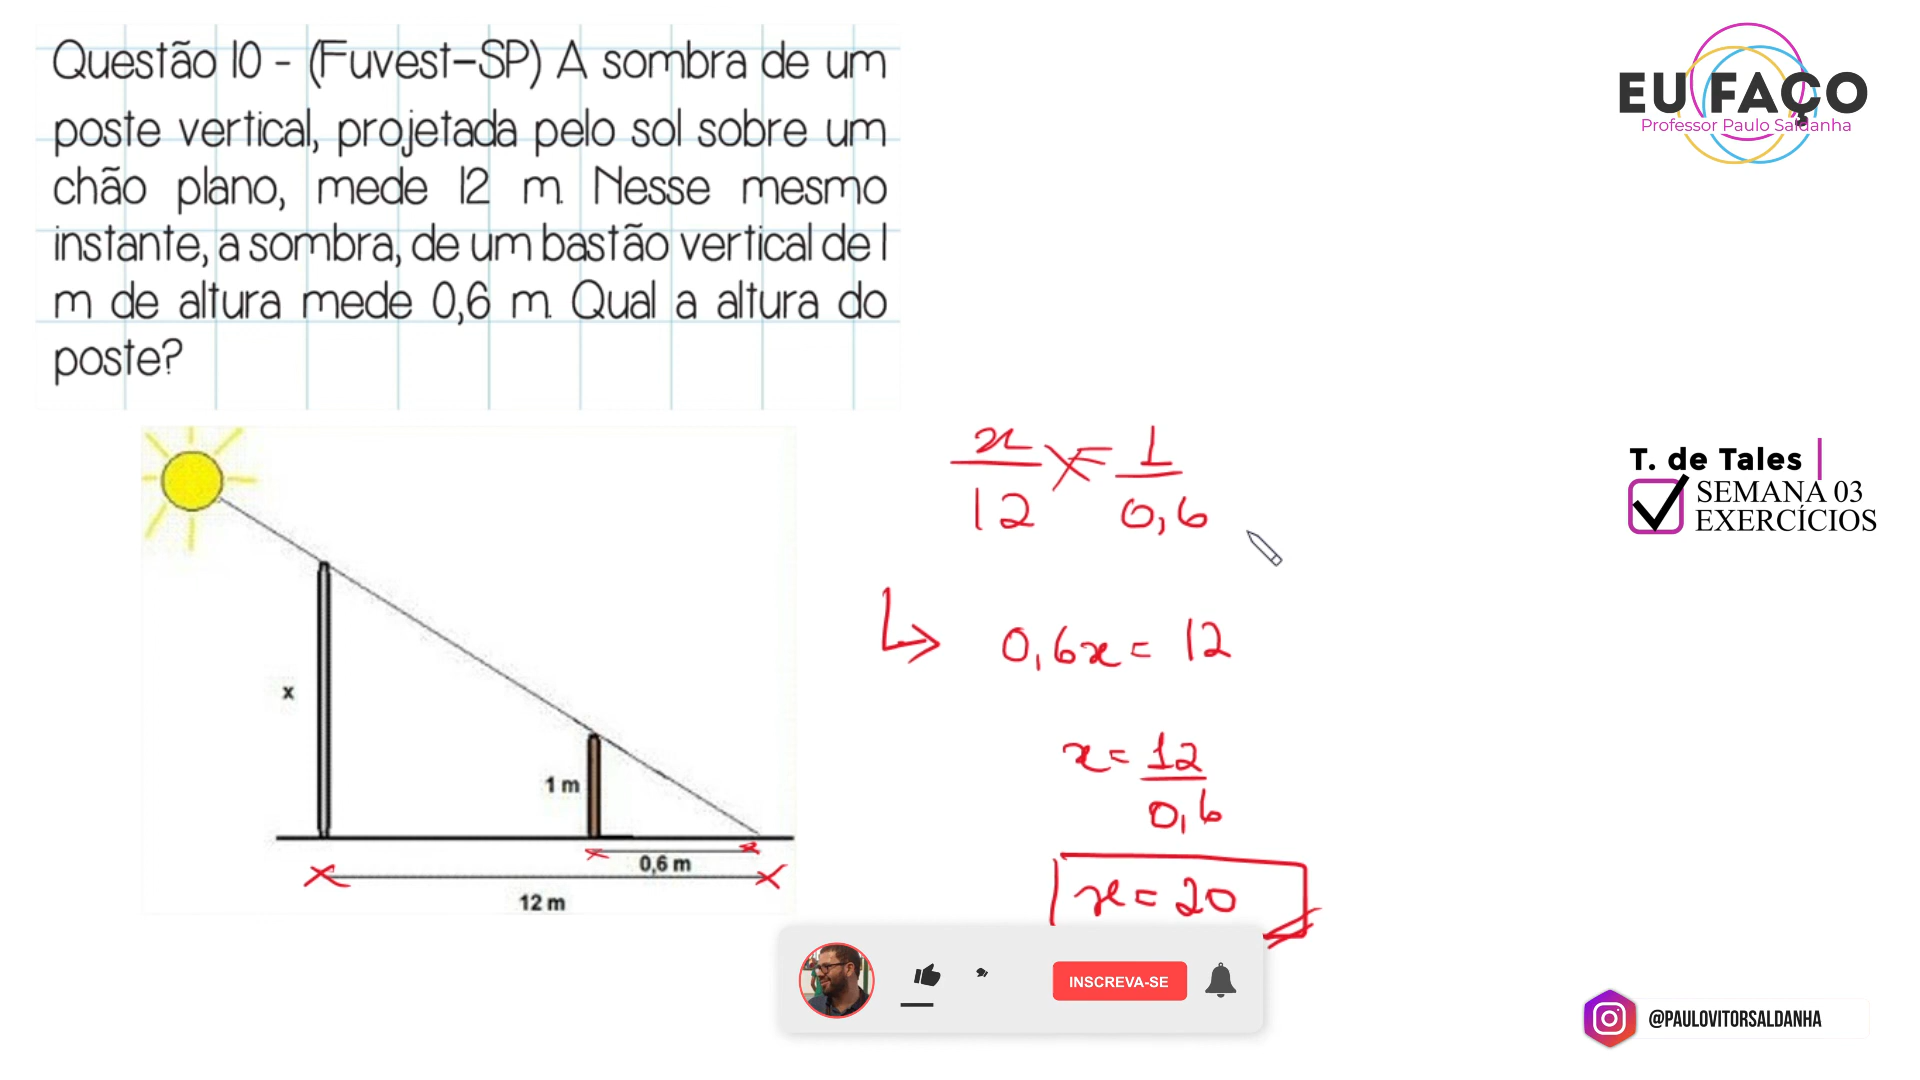 Questão 10 - (Fuvest-SP) A sombra de um
poste vertical, projetada pelo sol sobre um
chão plano, mede 12 m. Nesse mesmo
instante, a sombra, de um bastão vertical de 1
m de altura mede 0,6 m. Qual a altura do
poste?
x
1 m
0,6 m
12 m
x/12 = 1/0,6
0,6x = 12
x = 12/0,6
x = 20
EU FAÇO
Professor Paulo Saldanha
T. de Tales
SEMANA 03
EXERCÍCIOS
INSCREVA-SE
@PAULOVITORSALDANHA